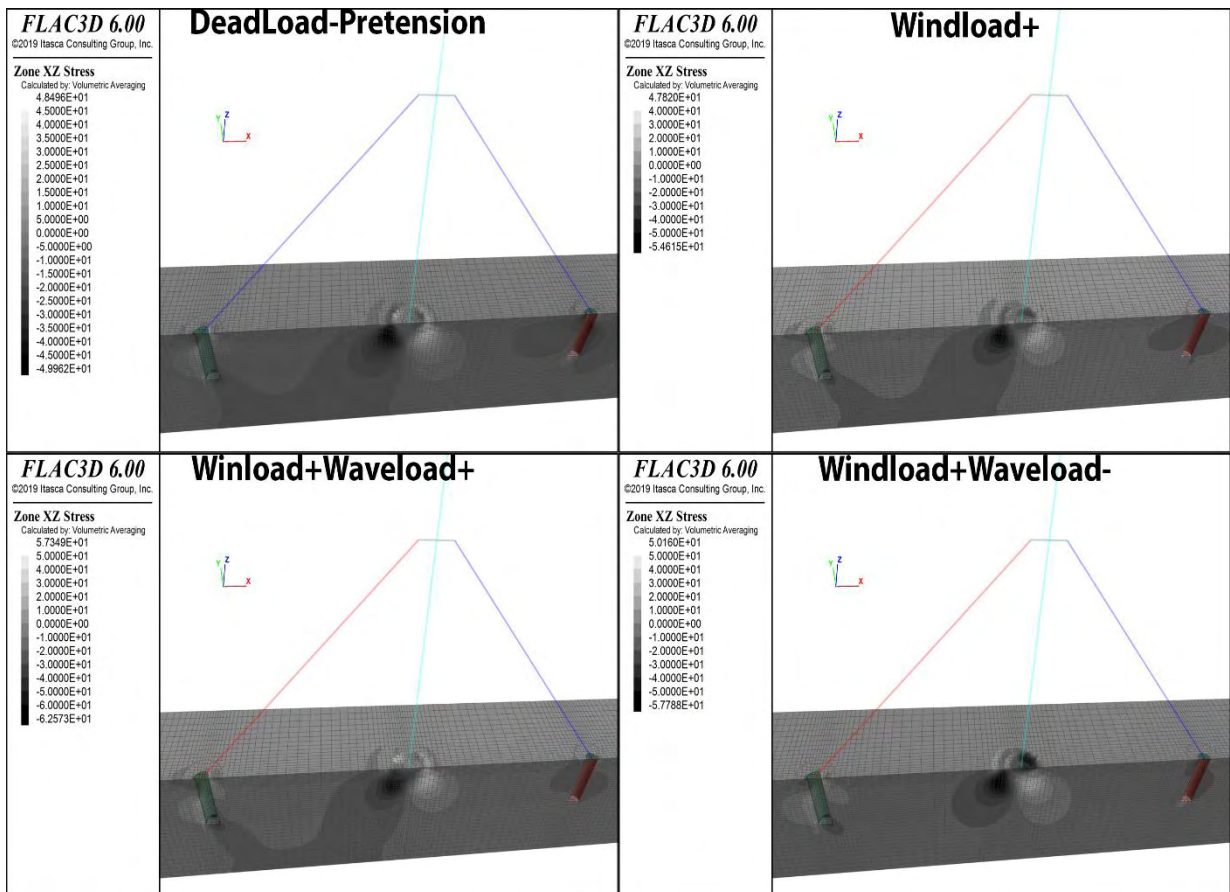 FLAC3D 6.00
©2019 Itasca Consulting Group, Inc.
Zone XZ Stress
Calculated by: Volumetric Averaging
4.8496E+01
4.5000E+01
4.0000E+01
3.5000E+01
3.0000E+01
2.5000E+01
2.0000E+01
1.5000E+01
1.0000E+01
5.0000E+00
0.0000E+00
-5.0000E+00
-1.0000E+01
-1.5000E+01
-2.0000E+01
-2.5000E+01
-3.0000E+01
-3.5000E+01
-4.0000E+01
-4.5000E+01
-4.9962E+01
DeadLoad-Pretension
Y Z X
FLAC3D 6.00
©2019 Itasca Consulting Group, Inc.
Zone XZ Stress
Calculated by: Volumetric Averaging
4.7820E+01
4.0000E+01
3.0000E+01
2.0000E+01
1.0000E+01
0.0000E+00
-1.0000E+01
-2.0000E+01
-3.0000E+01
-4.0000E+01
-5.0000E+01
-5.4615E+01
Windload+
Y Z X
FLAC3D 6.00
©2019 Itasca Consulting Group, Inc.
Zone XZ Stress
Calculated by: Volumetric Averaging
5.7349E+01
5.0000E+01
4.0000E+01
3.0000E+01
2.0000E+01
1.0000E+01
0.0000E+00
-1.0000E+01
-2.0000E+01
-3.0000E+01
-4.0000E+01
-5.0000E+01
-6.0000E+01
-6.2573E+01
Winload+Waveload+
Y Z X
FLAC3D 6.00
©2019 Itasca Consulting Group, Inc.
Zone XZ Stress
Calculated by: Volumetric Averaging
5.0160E+01
5.0000E+01
4.0000E+01
3.0000E+01
2.0000E+01
1.0000E+01
0.0000E+00
-1.0000E+01
-2.0000E+01
-3.0000E+01
-4.0000E+01
-5.0000E+01
-5.7788E+01
Windload+Waveload-
Y Z X